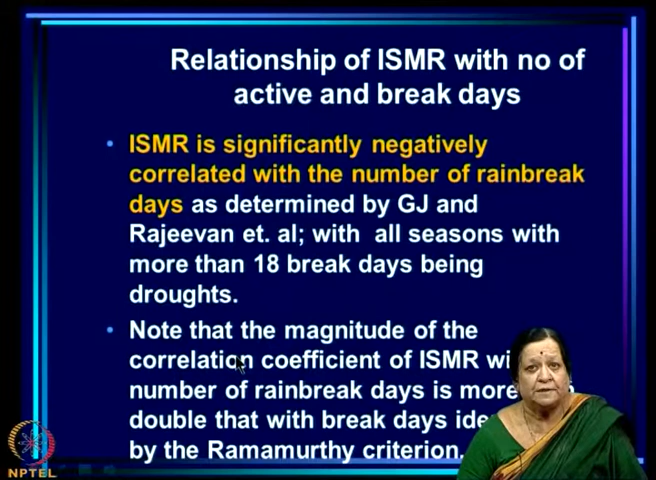 Relationship of ISMR with no of
active and break days
• ISMR is significantly negatively
correlated with the number of rainbreak
days as determined by GJ and
Rajeevan et. al; with all seasons with
more than 18 break days being
droughts.
• Note that the magnitude of the
correlation coefficient of ISMR
number of rainbreak days is more
double that with break days
by the Ramamurthy criterion.
NPTEL